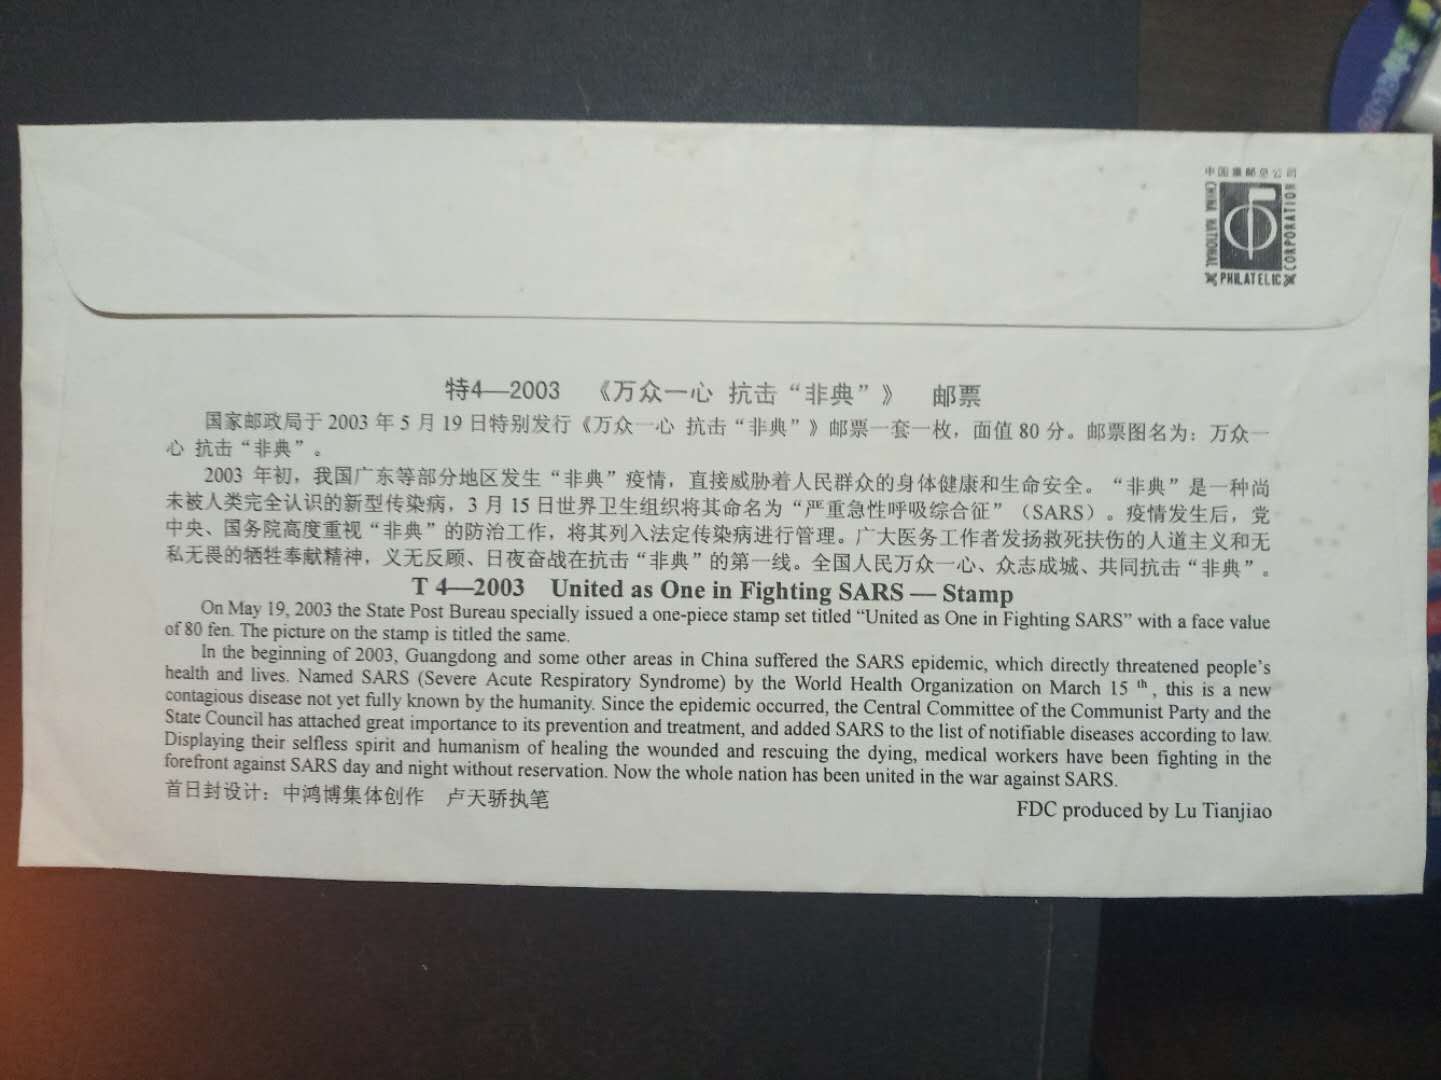 中国集邮总公司
CHINA NATIONAL
PHILATELIC
CORPORATION
特4—2003 《万众一心 抗击“非典”》 邮票
国家邮政局于 2003 年 5 月 19 日特别发行《万众一心 抗击“非典”》邮票一套一枚，面值 80 分。邮票图名为：万众一
心 抗击“非典”。
2003 年初，我国广东等部分地区发生“非典”疫情，直接威胁着人民群众的身体健康和生命安全。“非典”是一种尚
未被人类完全认识的新型传染病，3 月 15 日世界卫生组织将其命名为“严重急性呼吸综合征”（SARS）。疫情发生后，党
中央、国务院高度重视“非典”的防治工作，将其列入法定传染病进行管理。广大医务工作者发扬救死扶伤的人道主义和无
私无畏的牺牲奉献精神，义无反顾、日夜奋战在抗击“非典”的第一线。全国人民万众一心、众志成城、共同抗击“非典”。
T 4—2003 United as One in Fighting SARS — Stamp
On May 19, 2003 the State Post Bureau specially issued a one-piece stamp set titled “United as One in Fighting SARS” with a face value
of 80 fen. The picture on the stamp is titled the same.
In the beginning of 2003, Guangdong and some other areas in China suffered the SARS epidemic, which directly threatened people’s
health and lives. Named SARS (Severe Acute Respiratory Syndrome) by the World Health Organization on March 15 th , this is a new
contagious disease not yet fully known by the humanity. Since the epidemic occurred, the Central Committee of the Communist Party and the
State Council has attached great importance to its prevention and treatment, and added SARS to the list of notifiable diseases according to law.
Displaying their selfless spirit and humanism of healing the wounded and rescuing the dying, medical workers have been fighting in the
forefront against SARS day and night without reservation. Now the whole nation has been united in the war against SARS.
首日封设计：中鸿博集体创作 卢天骄执笔
FDC produced by Lu Tianjiao